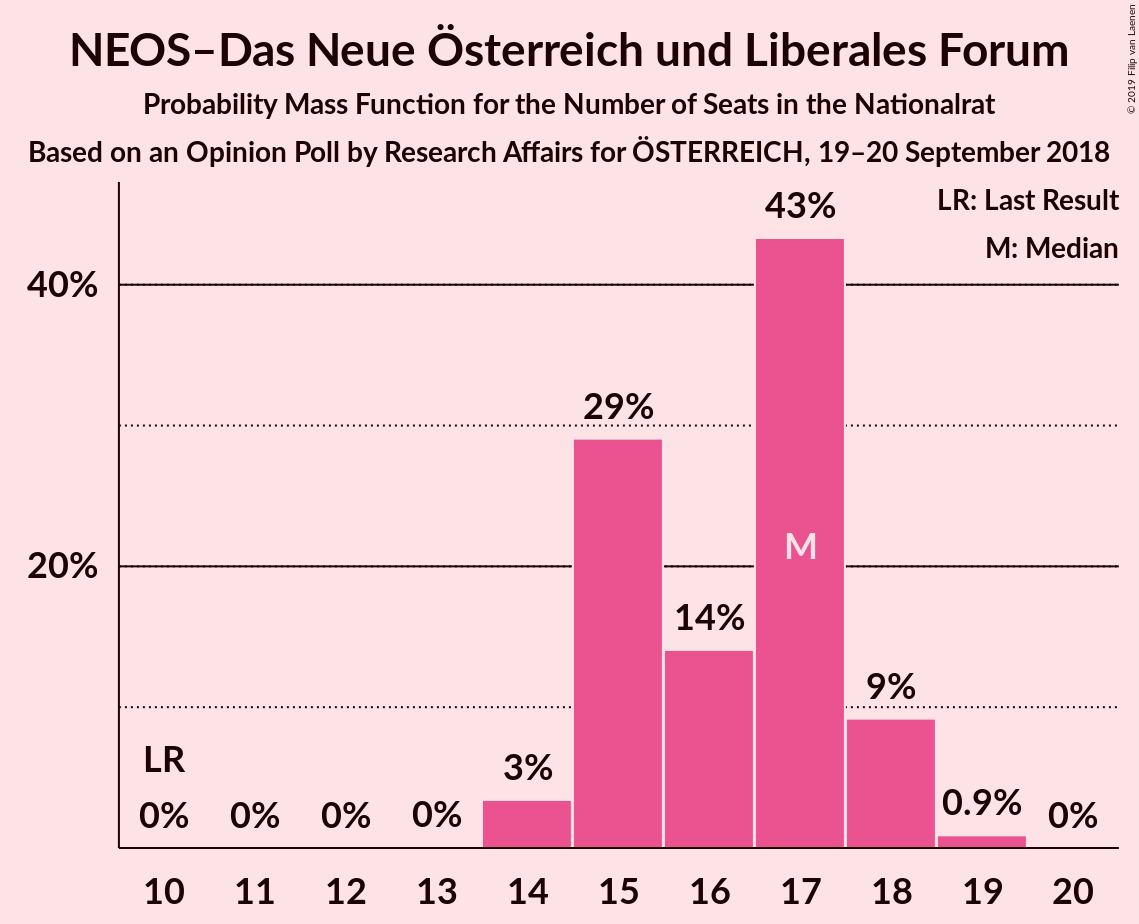 NEOS–Das Neue Österreich und Liberales Forum
Probability Mass Function for the Number of Seats in the Nationalrat
Based on an Opinion Poll by Research Affairs for ÖSTERREICH, 19–20 September 2018
© 2019 Filip van Laenen
LR: Last Result
M: Median
43%
40%
29%
M
20%
14%
9%
LR
3%
0% 0% 0% 0% 0.9% 0%
10 11 12 13 14 15 16 17 18 19 20